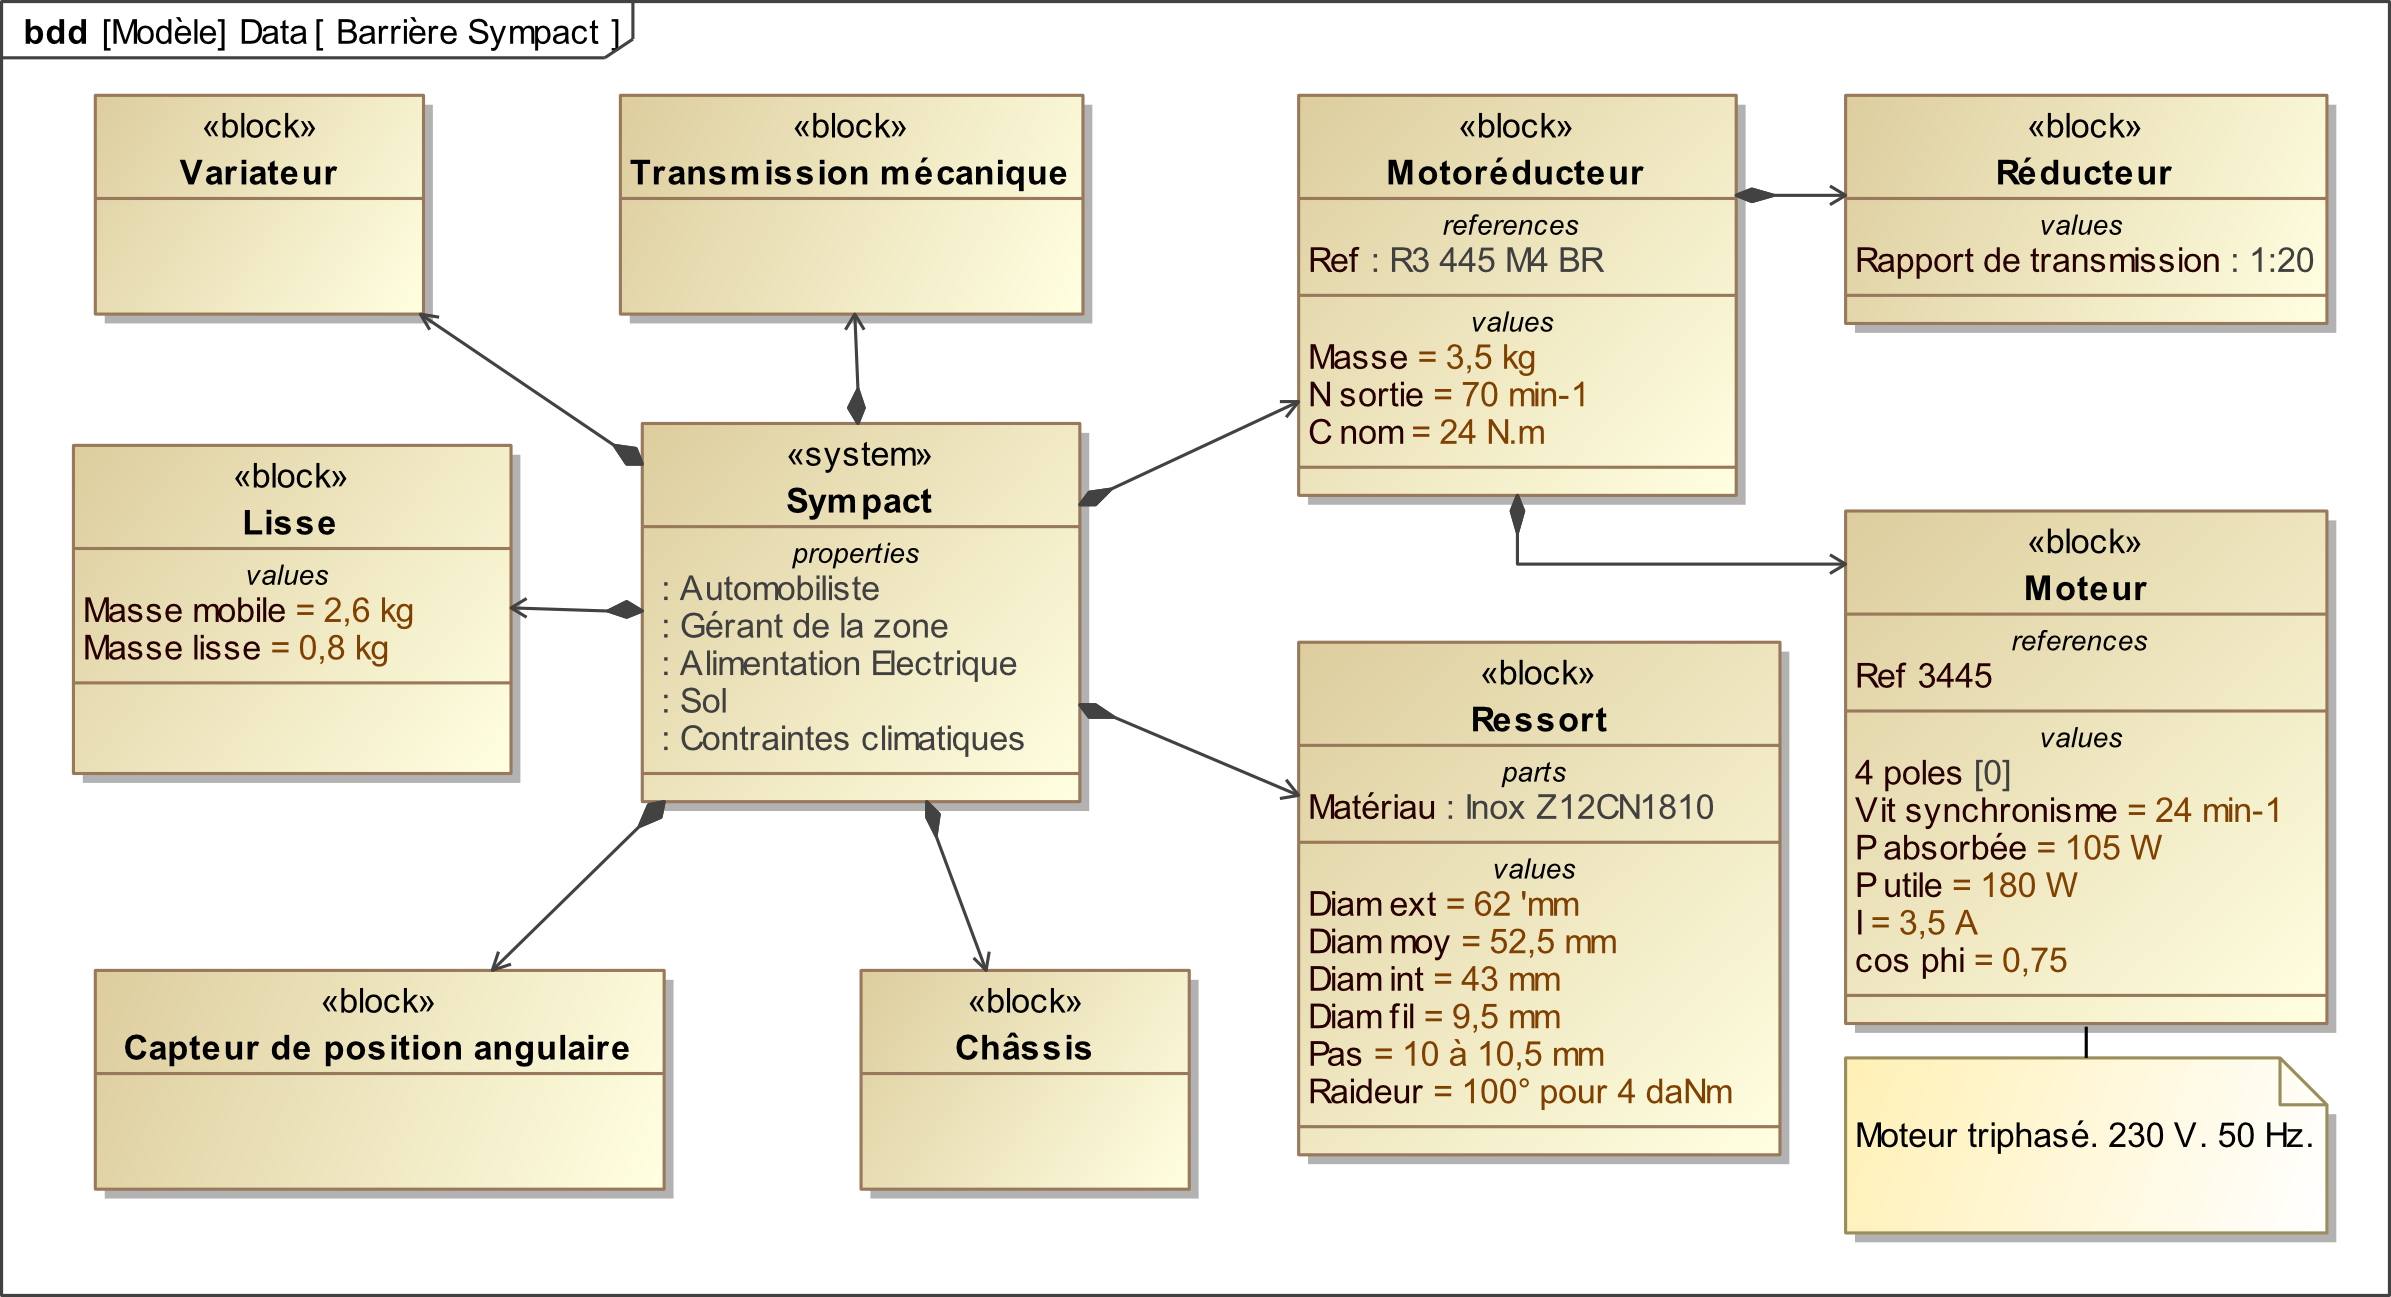 bdd [Modèle] Data [ Barrière Sympact ]
«block»
Variateur
«block»
Transmission mécanique
«block»
Motoréducteur
references
Ref : R3 445 M4 BR
values
Masse = 3,5 kg
N sortie = 70 min-1
C nom = 24 N.m
«block»
Réducteur
values
Rapport de transmission : 1:20
«block»
Lisse
values
Masse mobile = 2,6 kg
Masse lisse = 0,8 kg
«system»
Sympact
properties
: Automobiliste
: Gérant de la zone
: Alimentation Electrique
: Sol
: Contraintes climatiques
«block»
Moteur
references
Ref 3445
values
4 poles [0]
Vit synchronisme = 24 min-1
P absorbée = 105 W
P utile = 180 W
I = 3,5 A
cos phi = 0,75
«block»
Ressort
parts
Matériau : Inox Z12CN1810
values
Diam ext = 62 'mm
Diam moy = 52,5 mm
Diam int = 43 mm
Diam fil = 9,5 mm
Pas = 10 à 10,5 mm
Raideur = 100° pour 4 daNm
«block»
Capteur de position angulaire
«block»
Châssis
Moteur triphasé. 230 V. 50 Hz.